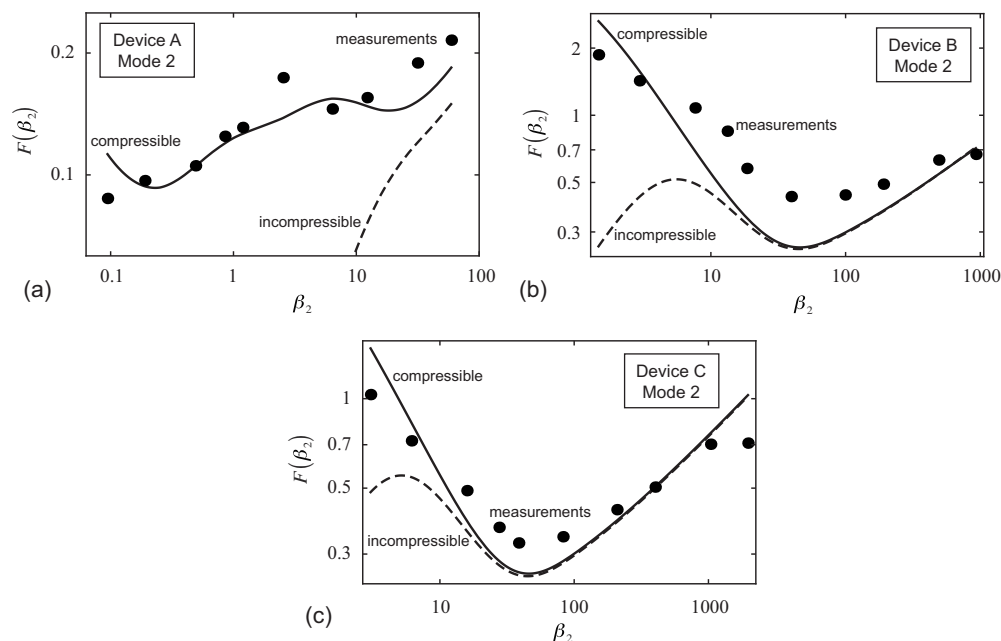 Device A
Mode 2
measurements
0.2
compressible
F(β₂)
0.1
incompressible
0.1
1
10
100
(a)
β₂
compressible
Device B
Mode 2
2
measurements
1
F(β₂)
0.7
0.5
incompressible
0.3
10
100
1000
(b)
β₂
compressible
Device C
Mode 2
1
F(β₂)
0.7
0.5
measurements
incompressible
0.3
10
100
1000
(c)
β₂